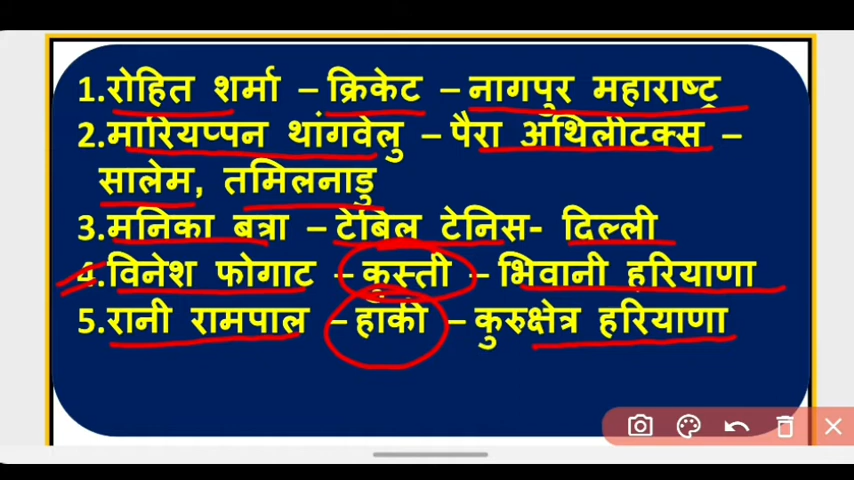 1.रोहित शर्मा – क्रिकेट – नागपुर महाराष्ट्र
2.मारियप्पन थांगवेलु – पैरा अथिलीटक्स –
सालेम, तमिलनाडु
3.मनिका बत्रा – टेबिल टेनिस- दिल्ली
4.विनेश फोगाट – कुस्ती – भिवानी हरियाणा
5.रानी रामपाल – हाकी – कुरुक्षेत्र हरियाणा